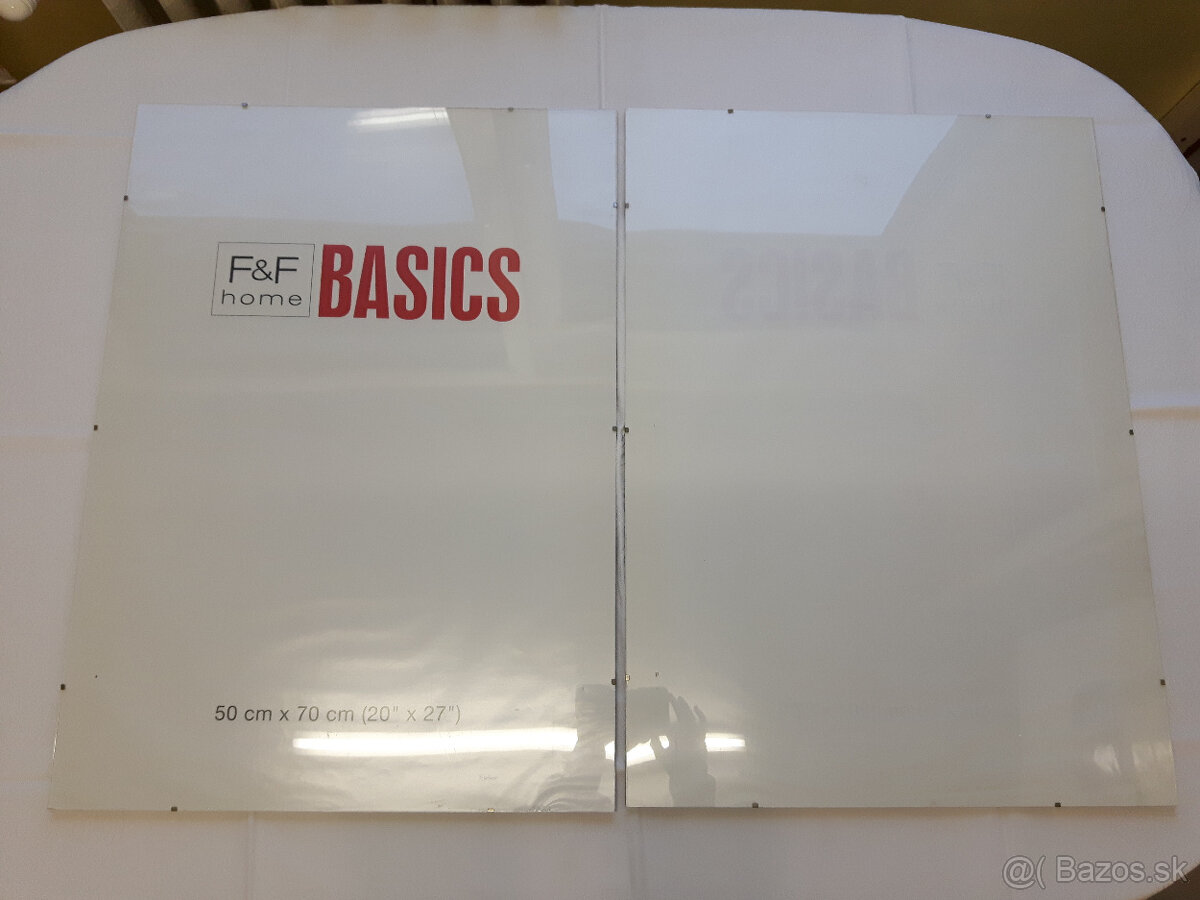 F&F
home
BASICS
50 cm x 70 cm (20" x 27")
@( Bazos.sk